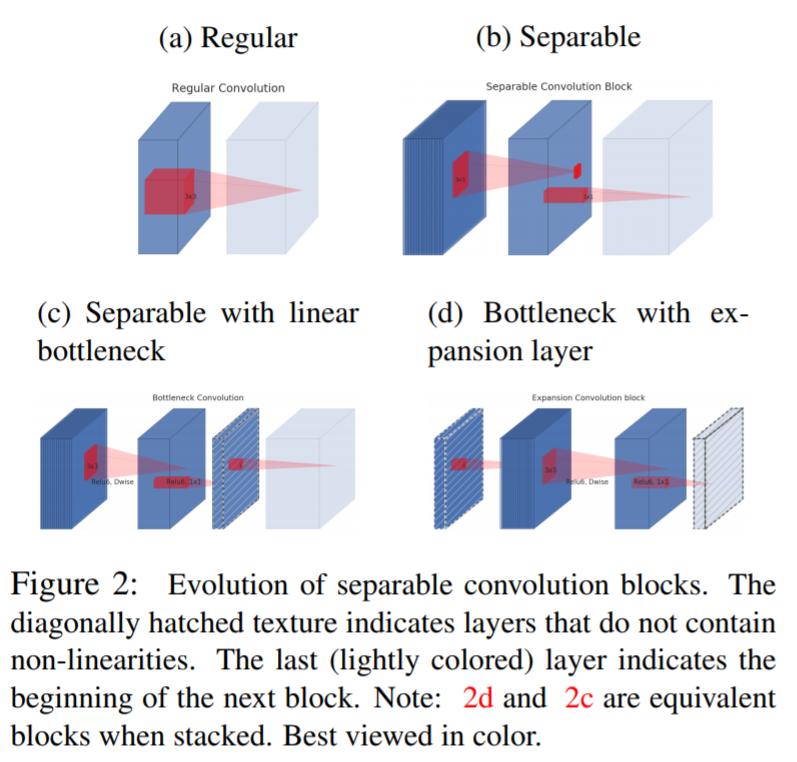 (a) Regular
(b) Separable
Regular Convolution
Separable Convolution Block
3x3
3x3
1x1
(c) Separable with linear
bottleneck
(d) Bottleneck with ex-
pansion layer
Bottleneck Convolution
Expansion Convolution block
3x3
Relu6, Dwise
Relu6, 1x1
3x3
Relu6, Dwise
Relu6, 1x1
Figure 2: Evolution of separable convolution blocks. The
diagonally hatched texture indicates layers that do not contain
non-linearities. The last (lightly colored) layer indicates the
beginning of the next block. Note: 2d and 2c are equivalent
blocks when stacked. Best viewed in color.